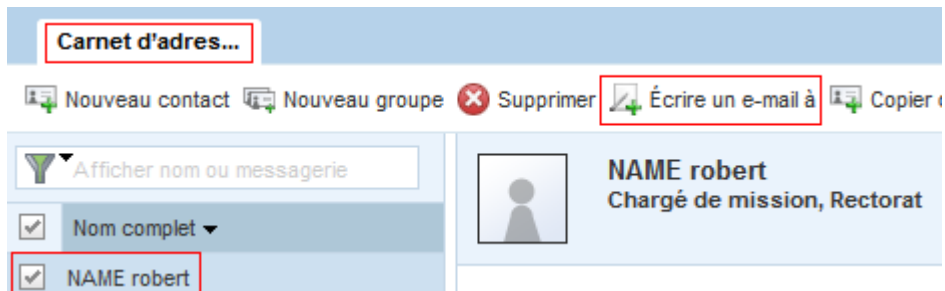 Carnet d'adres...
Nouveau contact Nouveau groupe Supprimer Écrire un e-mail à Copier
Afficher nom ou messagerie
NAME robert
Chargé de mission, Rectorat
Nom complet
NAME robert